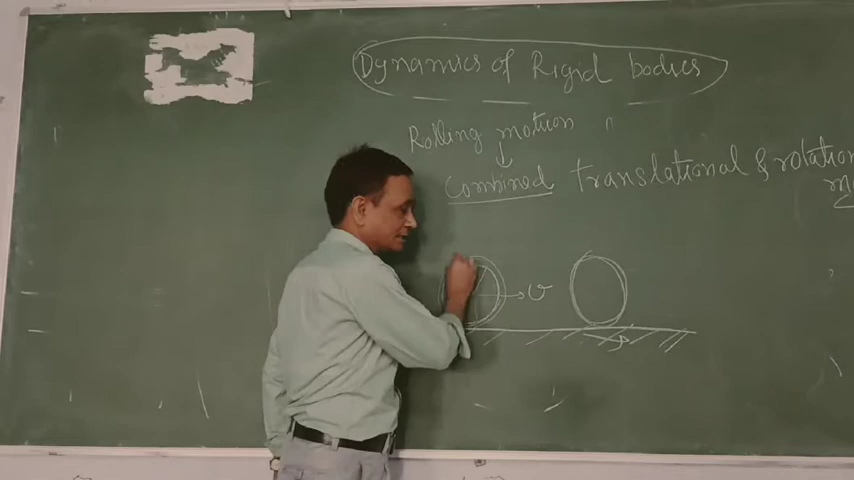 Dynamics of Rigid bodies
Rolling motion
Combined translational & rotation
v